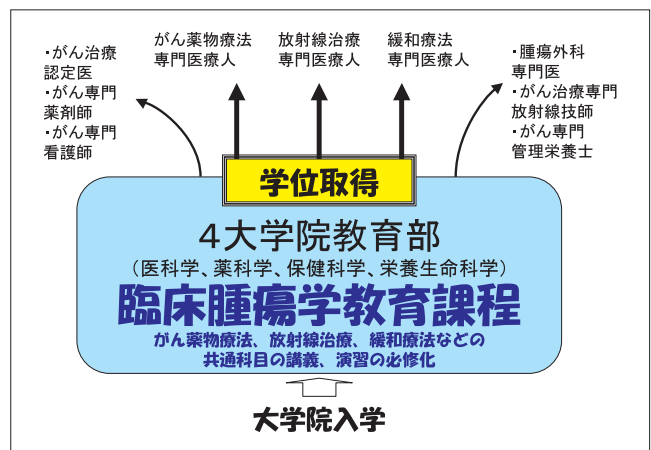 ・がん治療
認定医
・がん専門
薬剤師
・がん専門
看護師
がん薬物療法
専門医療人
放射線治療
専門医療人
緩和療法
専門医療人
・腫瘍外科
専門医
・がん治療専門
放射線技師
・がん専門
管理栄養士
学位取得
４大学院教育部
（医科学、薬科学、保健科学、栄養生命科学）
臨床腫瘍学教育課程
がん薬物療法、放射線治療、緩和療法などの
共通科目の講義、演習の必修化
大学院入学